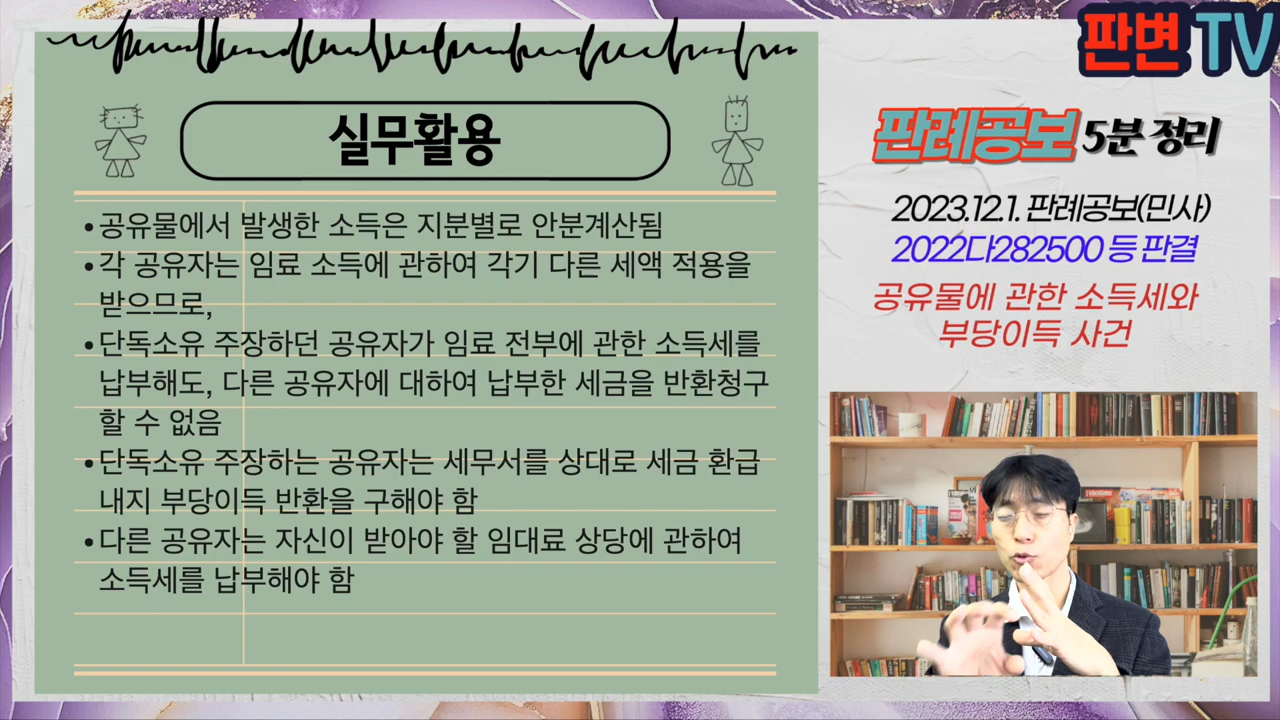 실무활용
•공유물에서 발생한 소득은 지분별로 안분계산됨
•각 공유자는 임료 소득에 관하여 각기 다른 세액 적용을
받으므로,
•단독소유 주장하던 공유자가 임료 전부에 관한 소득세를
납부해도, 다른 공유자에 대하여 납부한 세금을 반환청구
할 수 없음
•단독소유 주장하는 공유자는 세무서를 상대로 세금 환급
내지 부당이득 반환을 구해야 함
•다른 공유자는 자신이 받아야 할 임대료 상당에 관하여
소득세를 납부해야 함
판변 TV
판례공보 5분 정리
2023.12.1. 판례공보(민사)
2022다282500 등 판결
공유물에 관한 소득세와
부당이득 사건